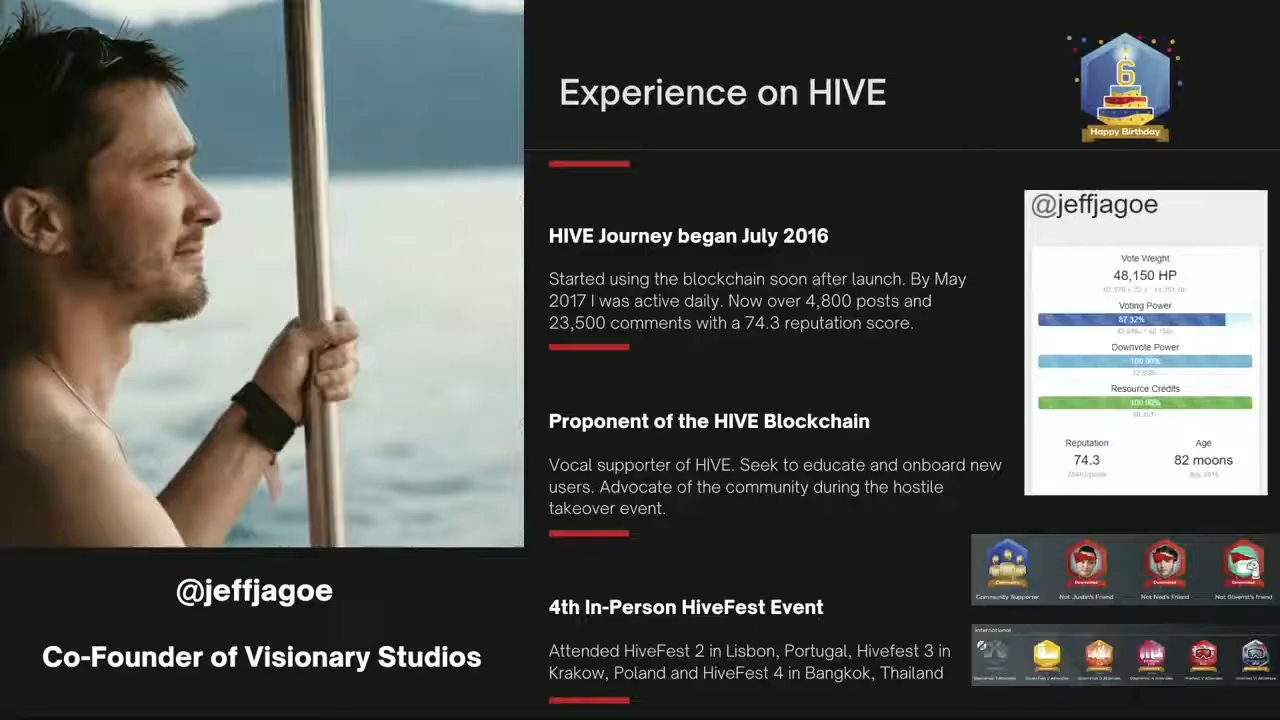 Experience on HIVE
6
Happy Birthday
HIVE Journey began July 2016
Started using the blockchain soon after launch. By May
2017 I was active daily. Now over 4,800 posts and
23,500 comments with a 74.3 reputation score.
Proponent of the HIVE Blockchain
Vocal supporter of HIVE. Seek to educate and onboard new
users. Advocate of the community during the hostile
takeover event.
4th In-Person HiveFest Event
Attended HiveFest 2 in Lisbon, Portugal, Hivefest 3 in
Krakow, Poland and HiveFest 4 in Bangkok, Thailand
@jeffjagoe
Co-Founder of Visionary Studios
@jeffjagoe
Vote Weight
48,150 HP
Voting Power
87.32%
Downvote Power
100.00%
Resource Credits
100.00%
Reputation Age
74.3 82 moons
Community Supporter Not Justin's Friend Not Ned's friend